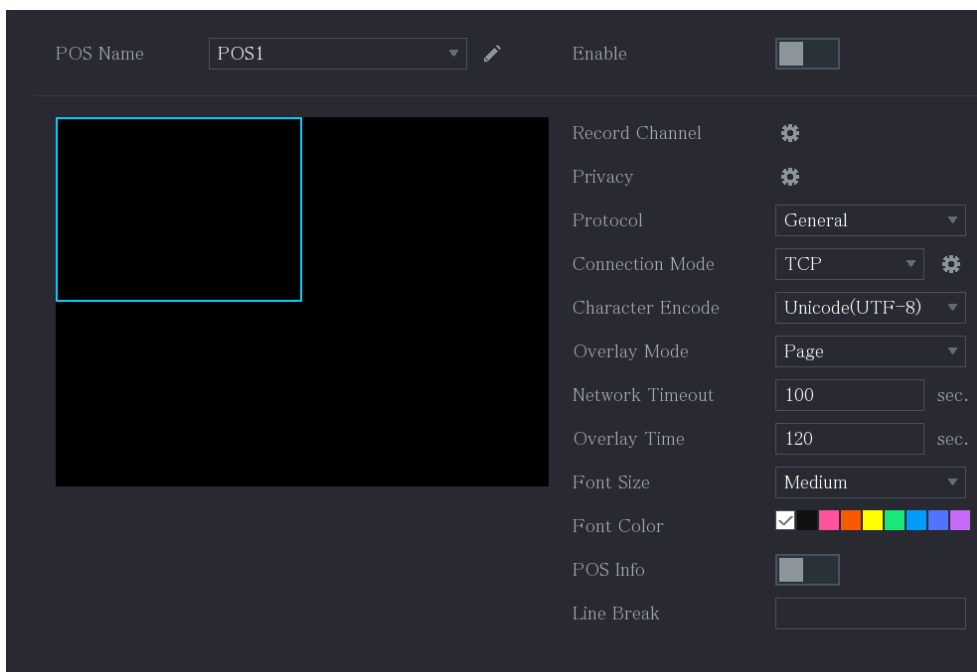 POS Name POS1 Enable
Record Channel
Privacy
Protocol General
Connection Mode TCP
Character Encode Unicode(UTF-8)
Overlay Mode Page
Network Timeout 100 sec.
Overlay Time 120 sec.
Font Size Medium
Font Color
POS Info
Line Break